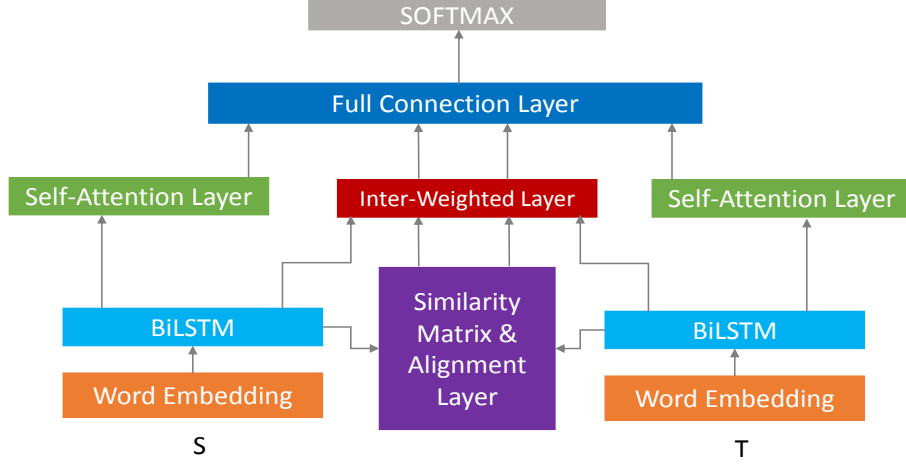 SOFTMAX
Full Connection Layer
Self-Attention Layer
Inter-Weighted Layer
Self-Attention Layer
Similarity
Matrix &
Alignment
Layer
BiLSTM
BiLSTM
Word Embedding
Word Embedding
S
T